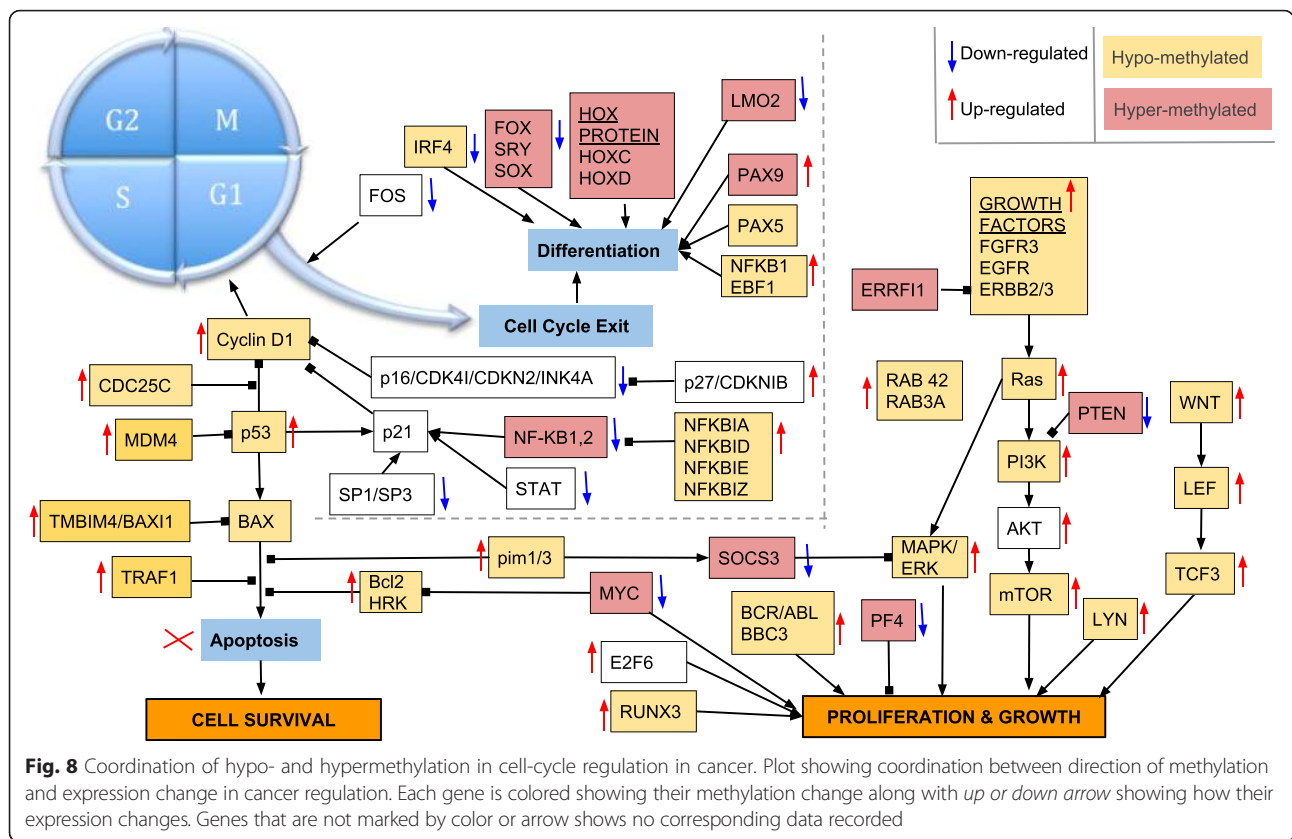 G2
M
S
G1
Down-regulated
Up-regulated
Hypo-methylated
Hyper-methylated
FOS
IRF4
FOX
SRY
SOX
HOX
PROTEIN
HOXC
HOXD
LMO2
PAX9
PAX5
NFKB1
EBF1
Differentiation
Cell Cycle Exit
Cyclin D1
CDC25C
MDM4
p53
p21
p16/CDK4I/CDKN2/INK4A
p27/CDKNIB
NF-KB1,2
NFKBIA
NFKBID
NFKBIE
NFKBIZ
SP1/SP3
STAT
TMBIM4/BAXI1
BAX
TRAF1
pim1/3
SOCS3
Bcl2
HRK
MYC
Apoptosis
CELL SURVIVAL
E2F6
RUNX3
BCR/ABL
BBC3
PF4
MAPK/
ERK
GROWTH
FACTORS
FGFR3
EGFR
ERBB2/3
ERRFI1
RAB 42
RAB3A
Ras
PTEN
PI3K
AKT
mTOR
WNT
LEF
TCF3
LYN
PROLIFERATION & GROWTH
Fig. 8 Coordination of hypo- and hypermethylation in cell-cycle regulation in cancer. Plot showing coordination between direction of methylation
and expression change in cancer regulation. Each gene is colored showing their methylation change along with up or down arrow showing how their
expression changes. Genes that are not marked by color or arrow shows no corresponding data recorded